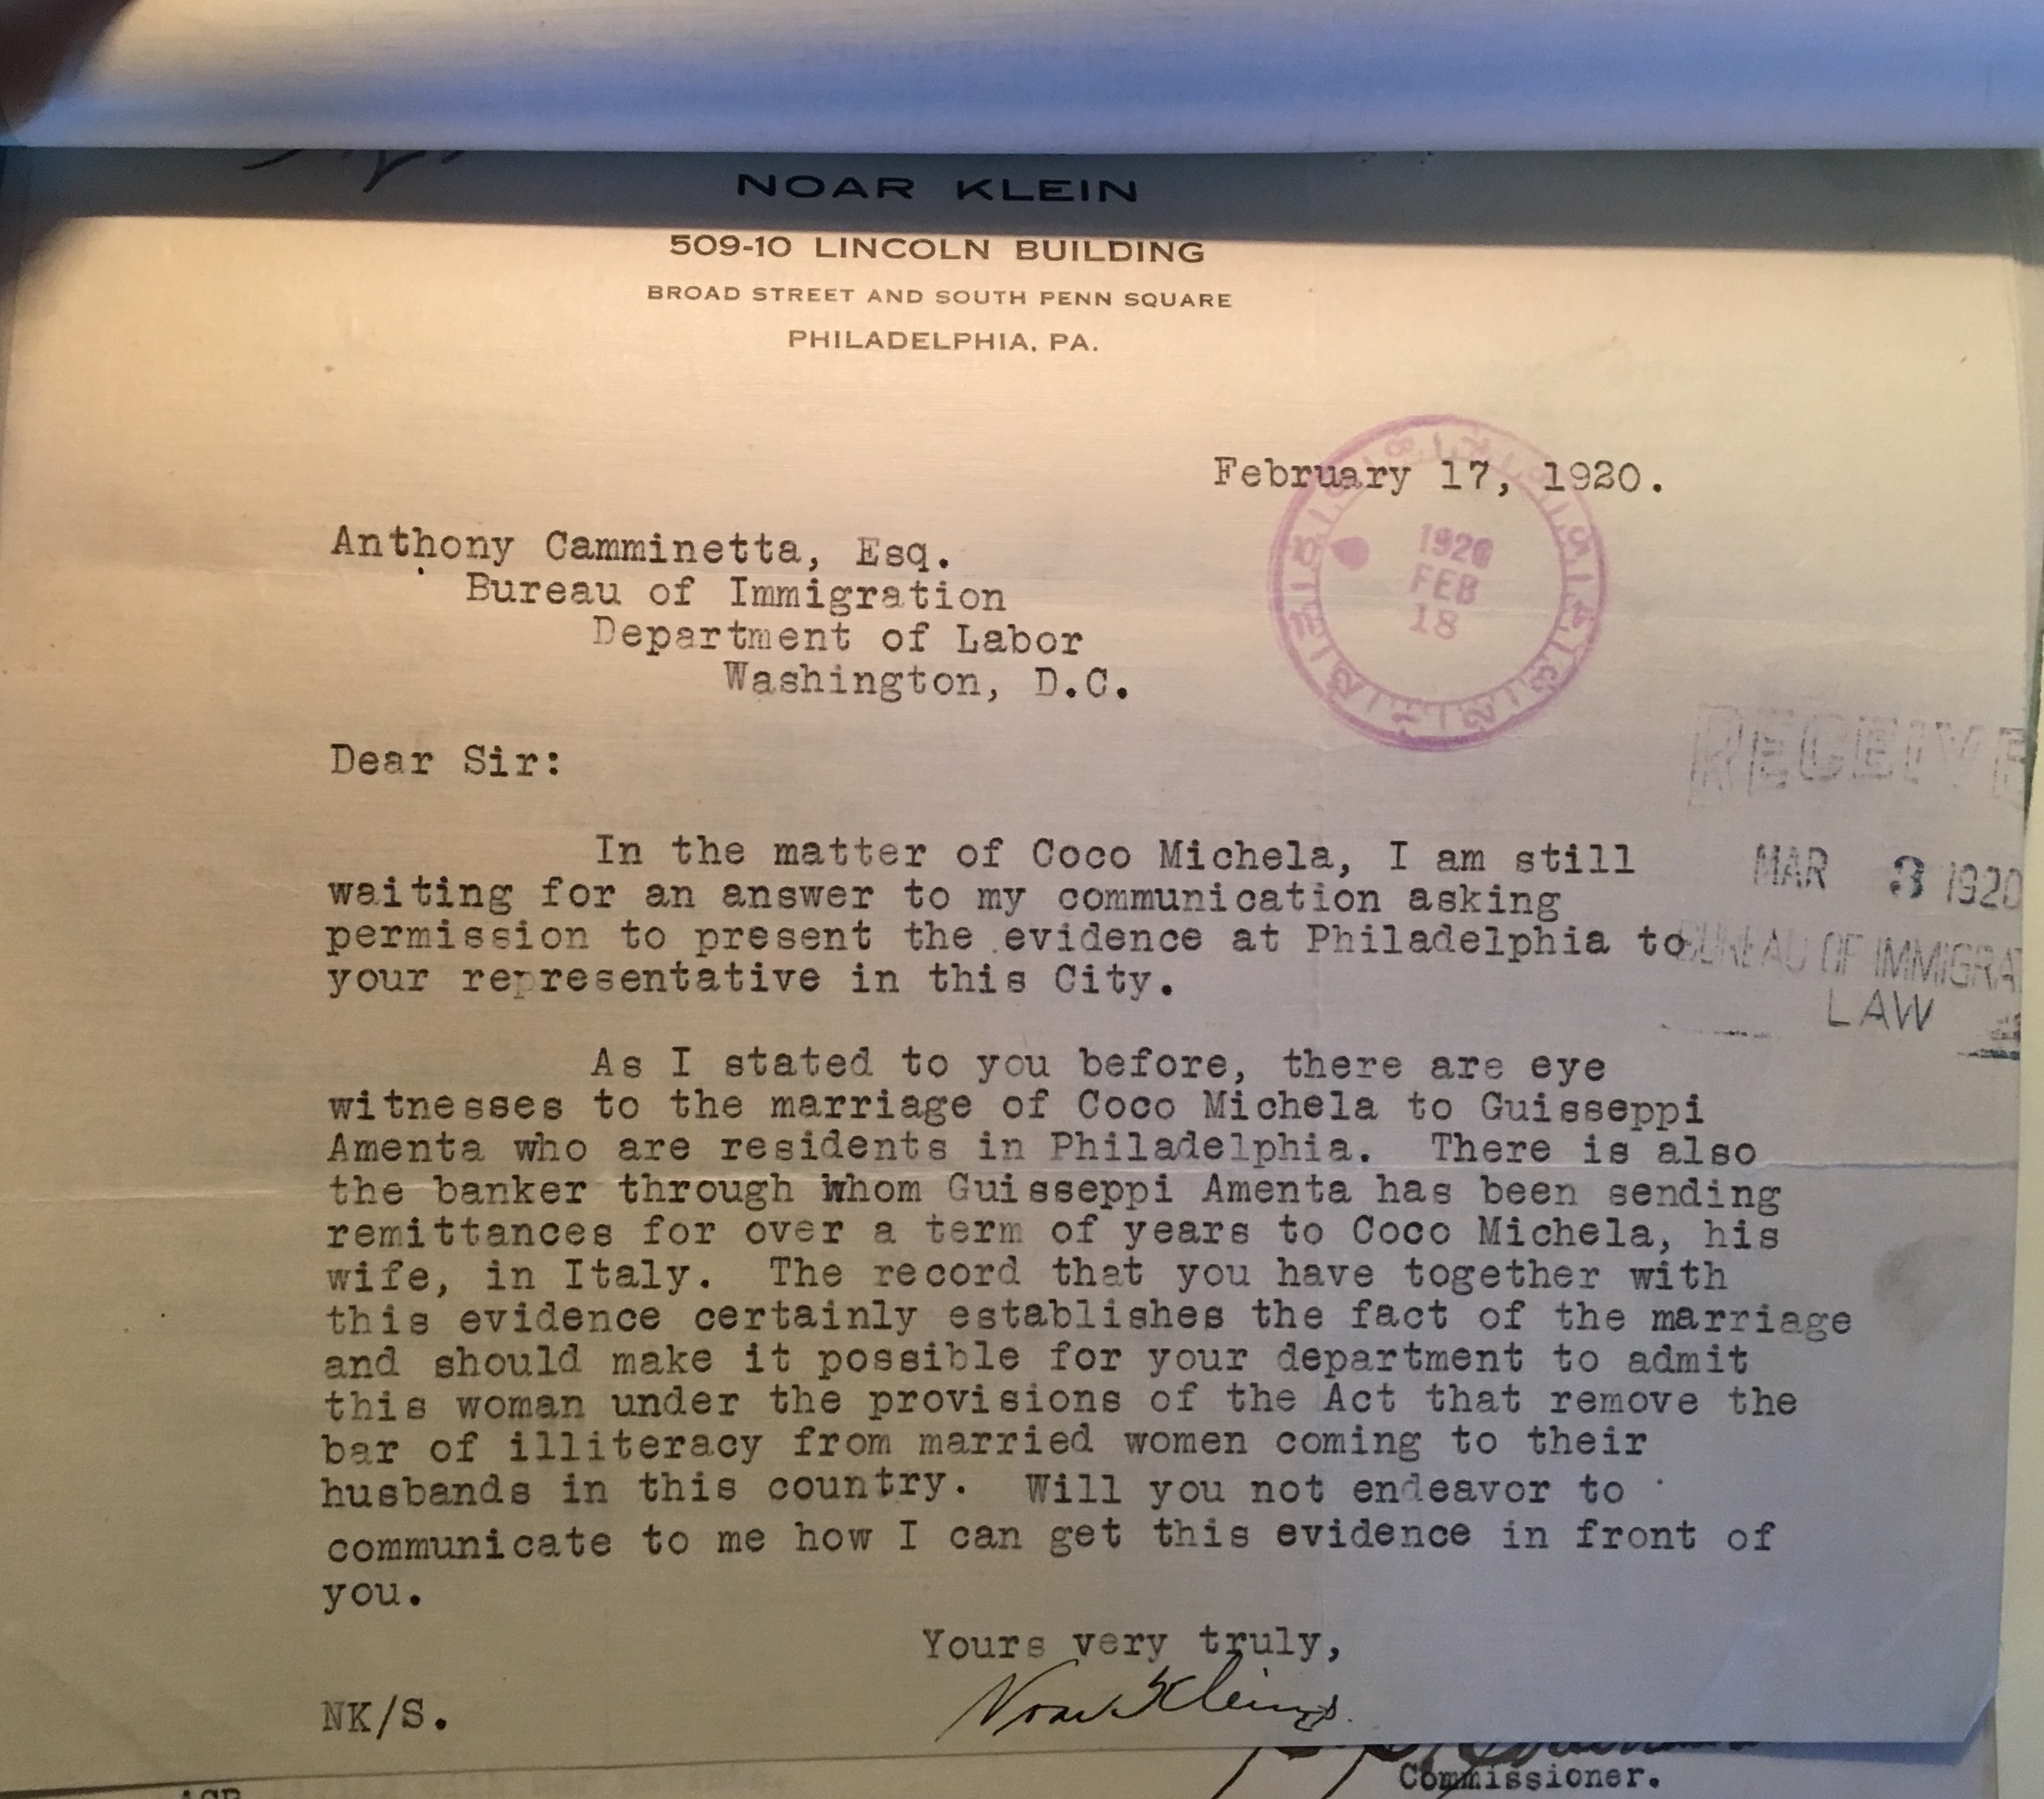 NOAR KLEIN
509-10 LINCOLN BUILDING
BROAD STREET AND SOUTH PENN SQUARE
PHILADELPHIA, PA.
February 17, 1920.
1920
FEB
18
Anthony Camminetta, Esq.
Bureau of Immigration
Department of Labor
Washington, D.C.
RECEIVE
MAR 3 1920
BUREAU OF IMMIGRA
LAW
Dear Sir:
In the matter of Coco Michela, I am still
waiting for an answer to my communication asking
permission to present the evidence at Philadelphia to
your representative in this City.
As I stated to you before, there are eye
witnesses to the marriage of Coco Michela to Guisseppi
Amenta who are residents in Philadelphia. There is also
the banker through whom Guisseppi Amenta has been sending
remittances for over a term of years to Coco Michela, his
wife, in Italy. The record that you have together with
this evidence certainly establishes the fact of the marriage
and should make it possible for your department to admit
this woman under the provisions of the Act that remove the
bar of illiteracy from married women coming to their
husbands in this country. Will you not endeavor to
communicate to me how I can get this evidence in front of
you.
Yours very truly,
Noar Klein
NK/S.
Commissioner.